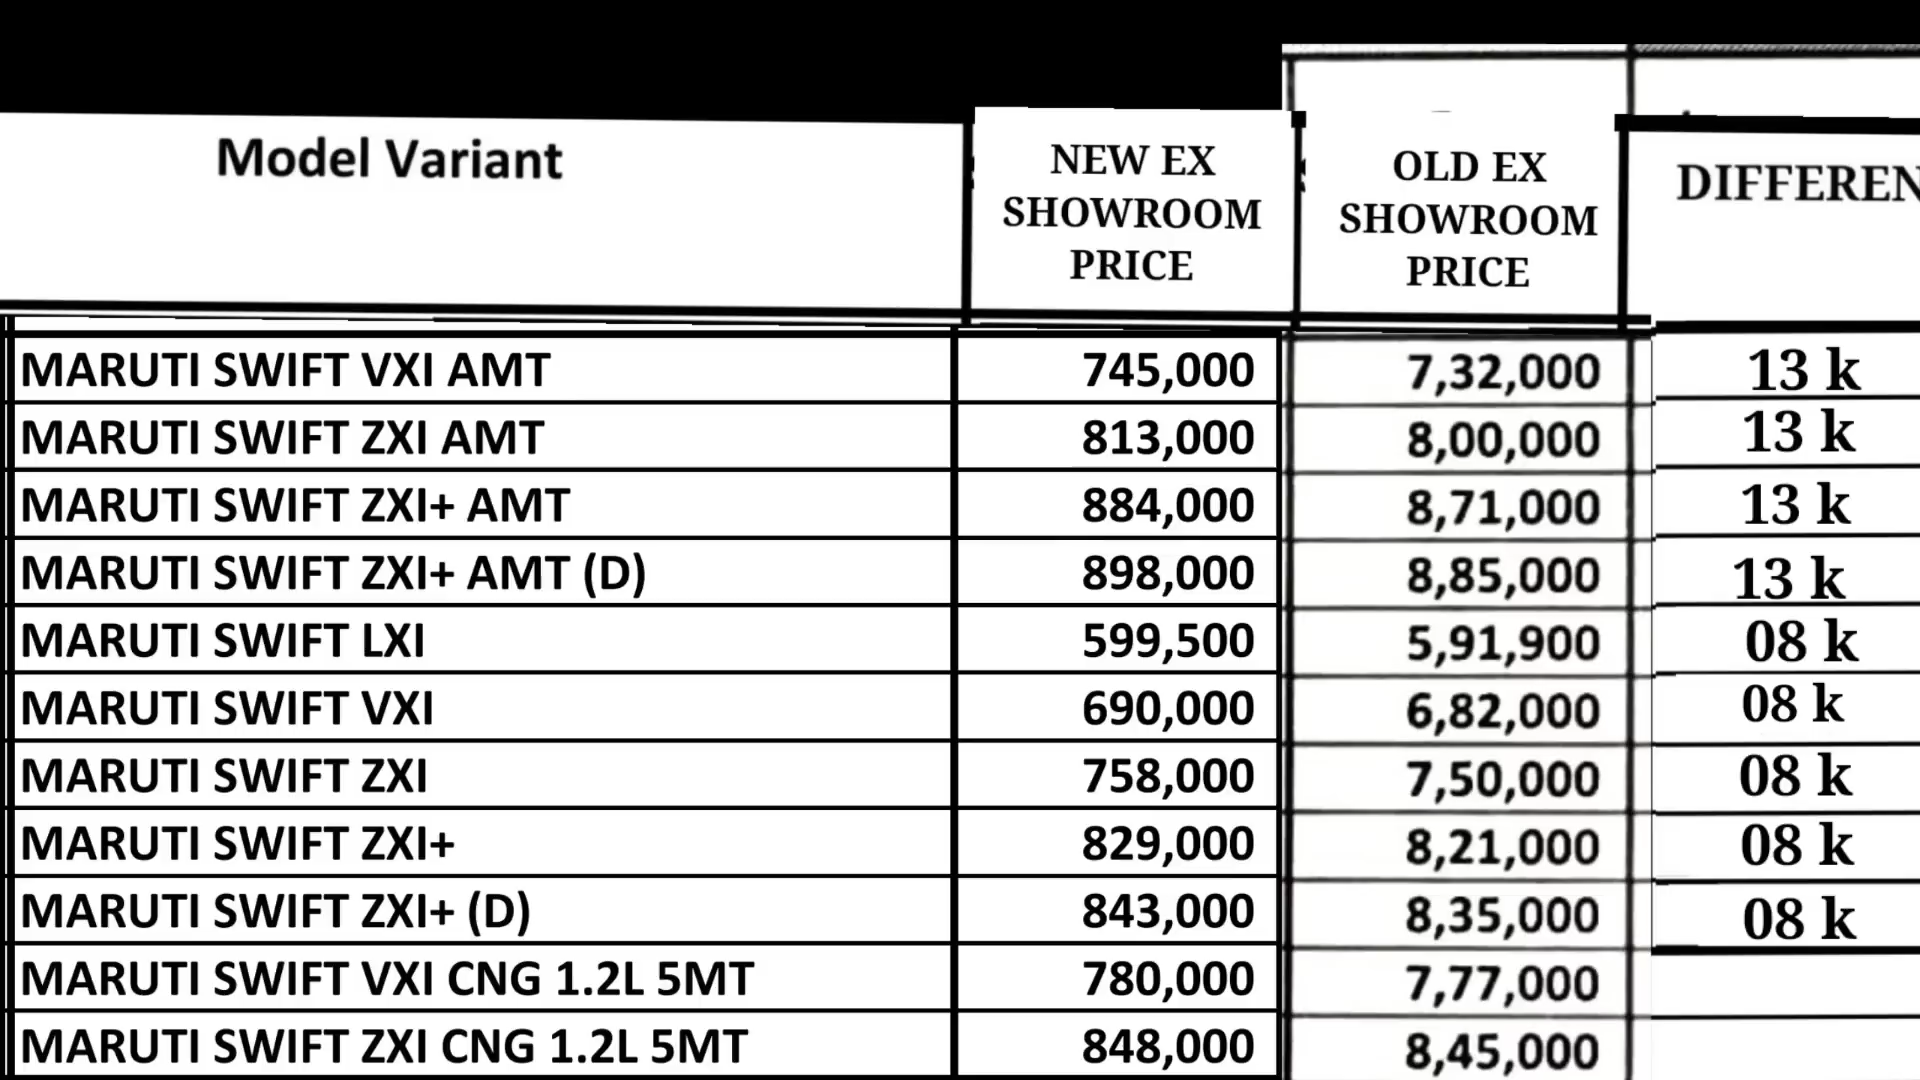 Model Variant
NEW EX
SHOWROOM
PRICE
OLD EX
SHOWROOM
PRICE
DIFFEREN
MARUTI SWIFT VXI AMT 745,000 7,32,000 13 k
MARUTI SWIFT ZXI AMT 813,000 8,00,000 13 k
MARUTI SWIFT ZXI+ AMT 884,000 8,71,000 13 k
MARUTI SWIFT ZXI+ AMT (D) 898,000 8,85,000 13 k
MARUTI SWIFT LXI 599,500 5,91,900 08 k
MARUTI SWIFT VXI 690,000 6,82,000 08 k
MARUTI SWIFT ZXI 758,000 7,50,000 08 k
MARUTI SWIFT ZXI+ 829,000 8,21,000 08 k
MARUTI SWIFT ZXI+ (D) 843,000 8,35,000 08 k
MARUTI SWIFT VXI CNG 1.2L 5MT 780,000 7,77,000
MARUTI SWIFT ZXI CNG 1.2L 5MT 848,000 8,45,000